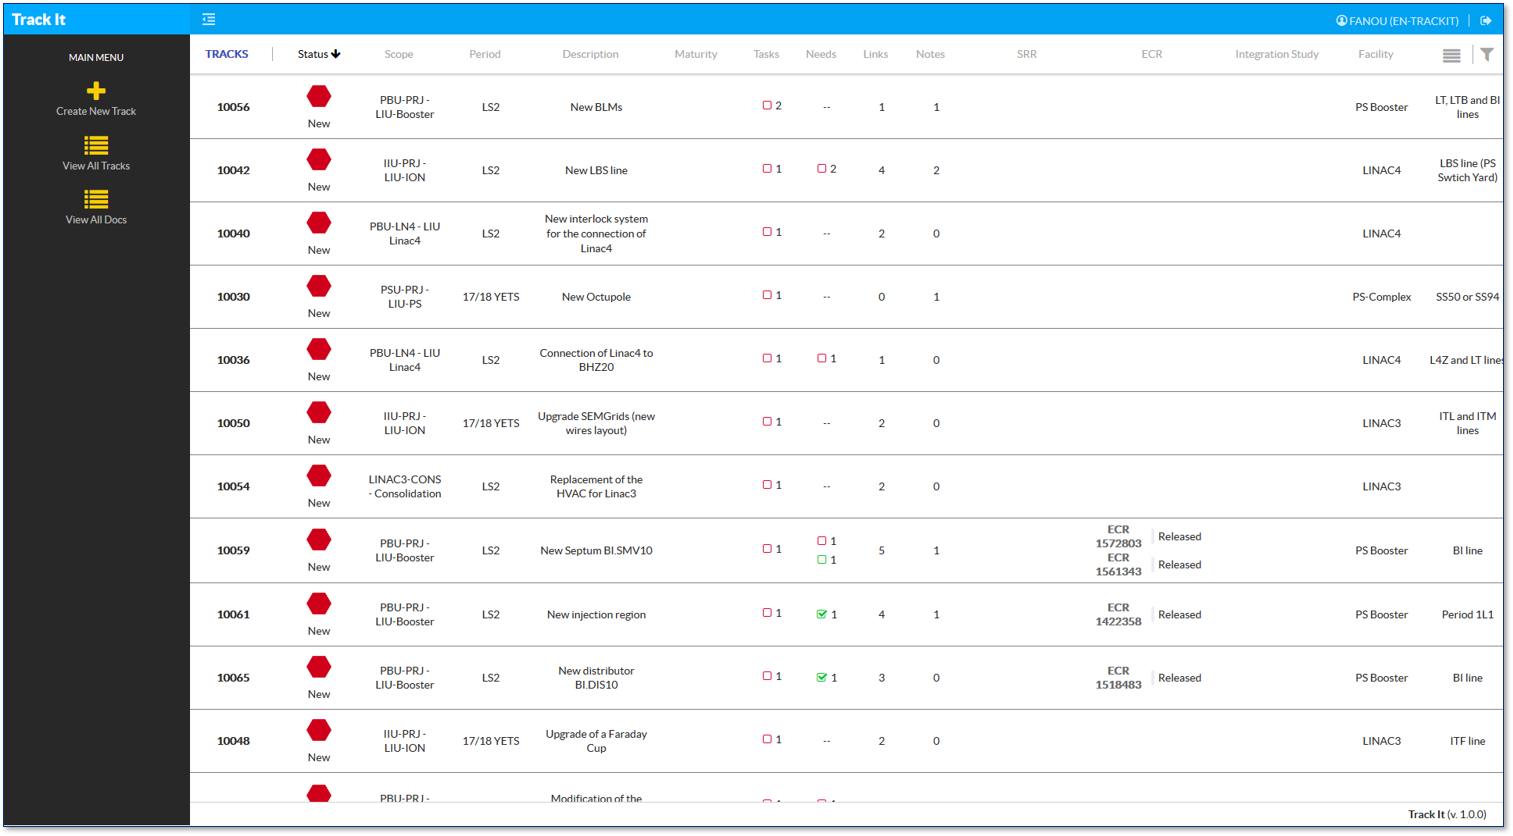 Track It
FANOU (EN-TRACKIT)
MAIN MENU
Create New Track
View All Tracks
View All Docs
TRACKS Status Scope Period Description Maturity Tasks Needs Links Notes SRR ECR Integration Study Facility
10056 New PBU-PRJ - LIU-Booster LS2 New BLMs 2 -- 1 1 PS Booster LT, LTB and BI lines
10042 New IIU-PRJ - LIU-ION LS2 New LBS line 1 2 4 2 LINAC4 LBS line (PS Swtich Yard)
10040 New PBU-LN4 - LIU Linac4 LS2 New interlock system for the connection of Linac4 1 -- 2 0 LINAC4
10030 New PSU-PRJ - LIU-PS 17/18 YETS New Octupole 1 -- 0 1 PS-Complex SS50 or SS94
10036 New PBU-LN4 - LIU Linac4 LS2 Connection of Linac4 to BHZ20 1 1 1 0 LINAC4 L4Z and LT lines
10050 New IIU-PRJ - LIU-ION 17/18 YETS Upgrade SEMGrids (new wires layout) 1 -- 2 0 LINAC3 ITL and ITM lines
10054 New LINAC3-CONS - Consolidation LS2 Replacement of the HVAC for Linac3 1 -- 2 0 LINAC3
10059 New PBU-PRJ - LIU-Booster LS2 New Septum BI.SMV10 1 1 1 5 1 ECR 1572803 Released ECR 1561343 Released PS Booster BI line
10061 New PBU-PRJ - LIU-Booster LS2 New injection region 1 1 4 1 ECR 1422358 Released PS Booster Period 1L1
10065 New PBU-PRJ - LIU-Booster LS2 New distributor BI.DIS10 1 1 3 0 ECR 1518483 Released PS Booster BI line
10048 New IIU-PRJ - LIU-ION 17/18 YETS Upgrade of a Faraday Cup 1 -- 2 0 LINAC3 ITF line
PBU-PRJ - Modification of the
Track It (v. 1.0.0)